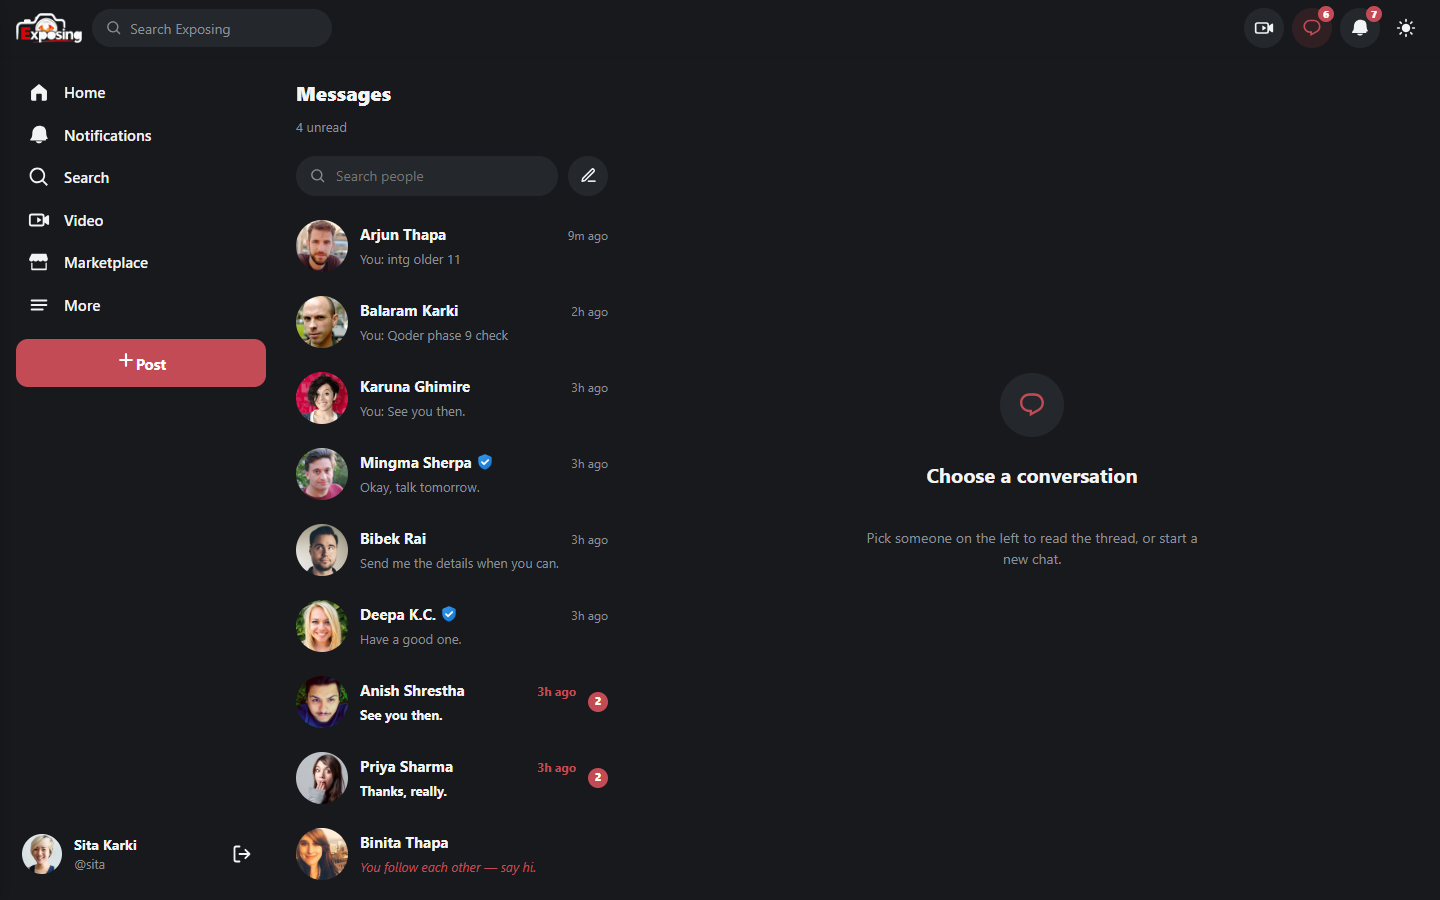 Exposing
Search Exposing
6
7
Home
Notifications
Search
Video
Marketplace
More
+ Post
Sita Karki
@sita
Messages
4 unread
Search people
Arjun Thapa
9m ago
You: intg older 11
Balaram Karki
2h ago
You: Qoder phase 9 check
Karuna Ghimire
3h ago
You: See you then.
Mingma Sherpa
3h ago
Okay, talk tomorrow.
Bibek Rai
3h ago
Send me the details when you can.
Deepa K.C.
3h ago
Have a good one.
Anish Shrestha
3h ago
2
See you then.
Priya Sharma
3h ago
2
Thanks, really.
Binita Thapa
You follow each other — say hi.
Choose a conversation
Pick someone on the left to read the thread, or start a
new chat.